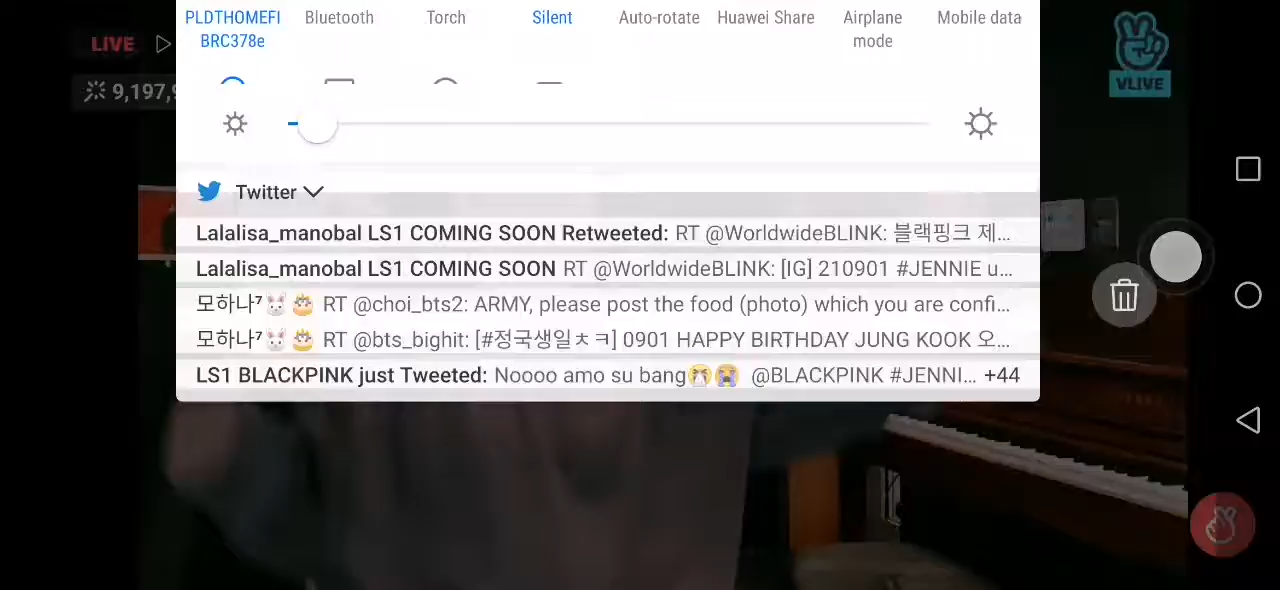 PLDTHOMEFI
BRC378e
Bluetooth
Torch
Silent
Auto-rotate
Huawei Share
Airplane
mode
Mobile data
LIVE
9,197,9
VLIVE
Twitter
Lalalisa_manobal LS1 COMING SOON Retweeted: RT @WorldwideBLINK: 블랙핑크 제...
Lalalisa_manobal LS1 COMING SOON RT @WorldwideBLINK: [IG] 210901 #JENNIE u...
모하나⁷🐰🎂 RT @choi_bts2: ARMY, please post the food (photo) which you are confi...
모하나⁷🐰🎂 RT @bts_bighit: [#정국생일ㅊㅋ] 0901 HAPPY BIRTHDAY JUNG KOOK 오...
LS1 BLACKPINK just Tweeted: Noooo amo su bang😭😭 @BLACKPINK #JENNI... +44